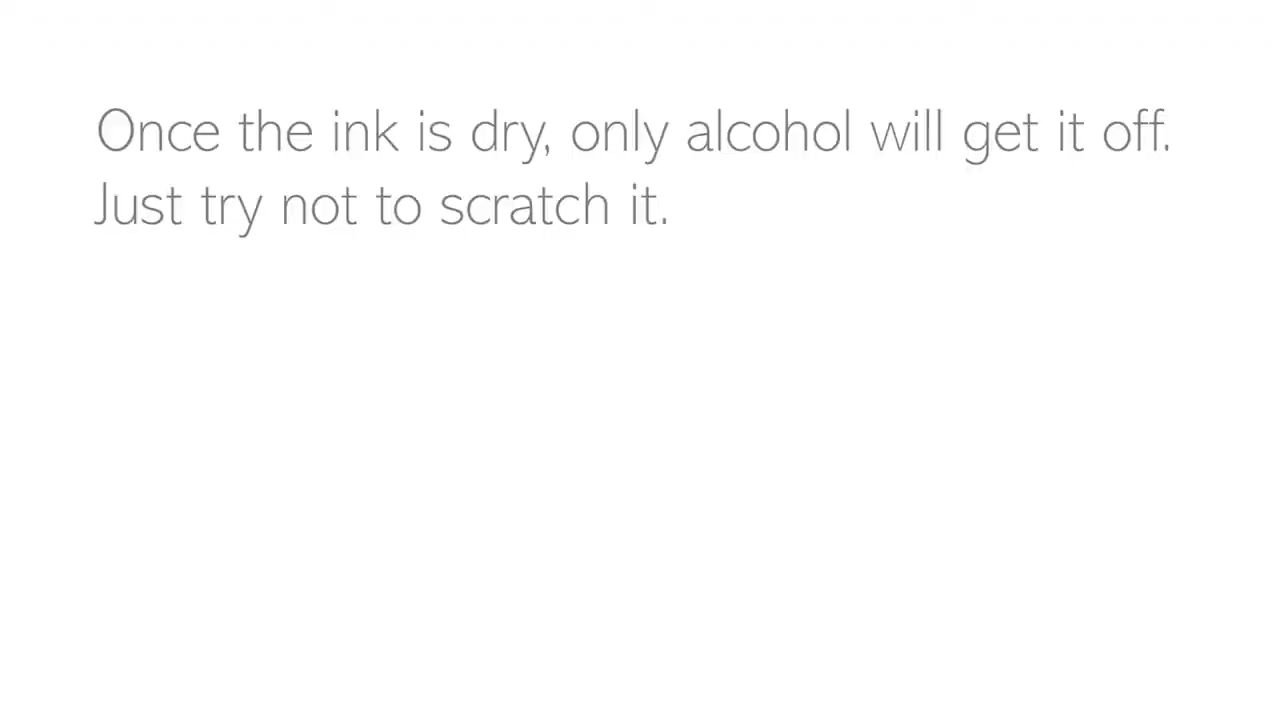 Once the ink is dry, only alcohol will get it off.
Just try not to scratch it.